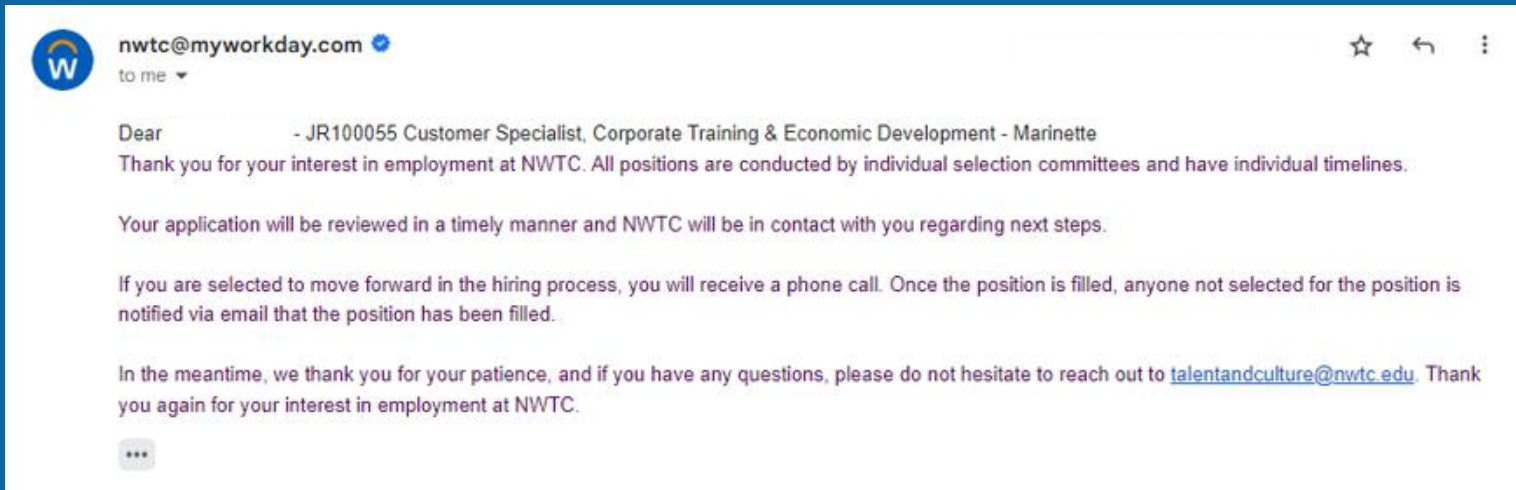 W
nwtc@myworkday.com
to me
Dear - JR100055 Customer Specialist, Corporate Training & Economic Development - Marinette
Thank you for your interest in employment at NWTC. All positions are conducted by individual selection committees and have individual timelines.
Your application will be reviewed in a timely manner and NWTC will be in contact with you regarding next steps.
If you are selected to move forward in the hiring process, you will receive a phone call. Once the position is filled, anyone not selected for the position is
notified via email that the position has been filled.
In the meantime, we thank you for your patience, and if you have any questions, please do not hesitate to reach out to talentandculture@nwtc.edu. Thank
you again for your interest in employment at NWTC.